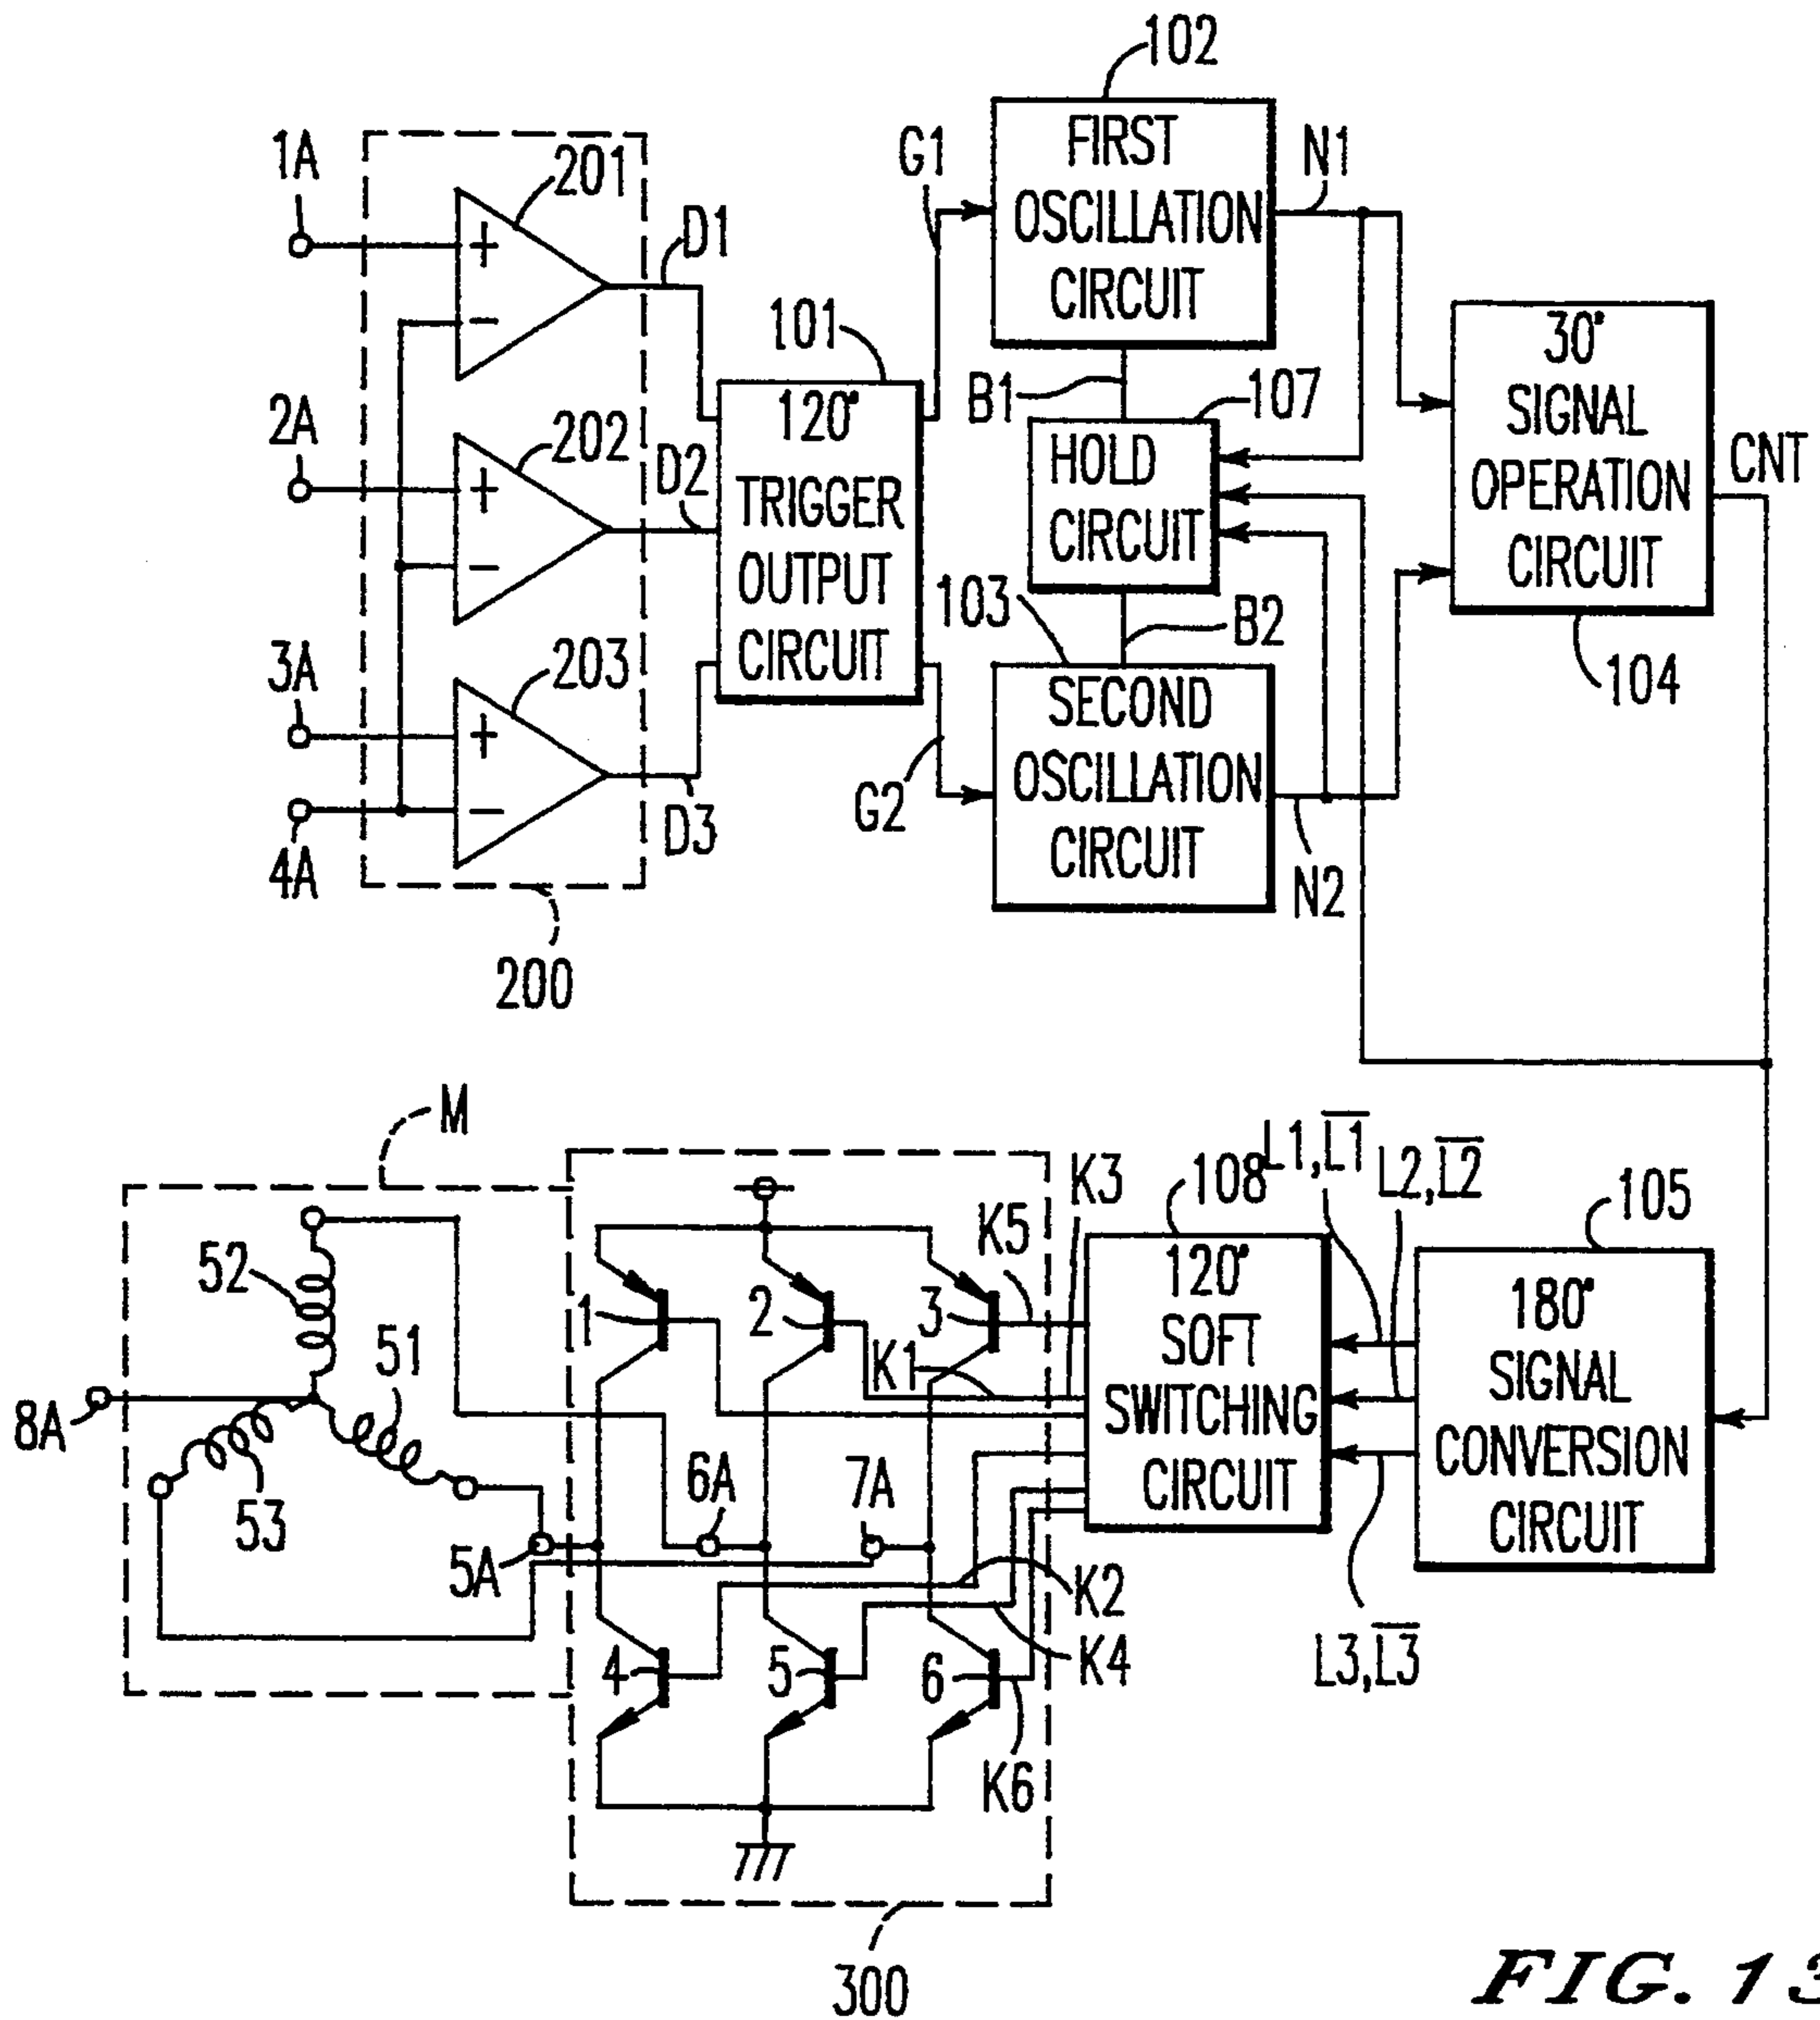 102
1A
201
G1
FIRST
OSCILLATION
CIRCUIT
N1
D1
+
−
101
B1
107
30°
SIGNAL
OPERATION
CIRCUIT
CNT
2A
202
D2
120°
TRIGGER
OUTPUT
CIRCUIT
HOLD
CIRCUIT
+
−
103
B2
104
3A
203
SECOND
OSCILLATION
CIRCUIT
+
−
G2
D3
4A
N2
200
M
K3
108
L1, L̅1̅
L2, L̅2̅
105
K5
52
1
2
3
120°
SOFT
SWITCHING
CIRCUIT
180°
SIGNAL
CONVERSION
CIRCUIT
51
K1
8A
53
6A
7A
5A
K2
K4
4
5
6
L3, L̅3̅
K6
300
FIG. 13